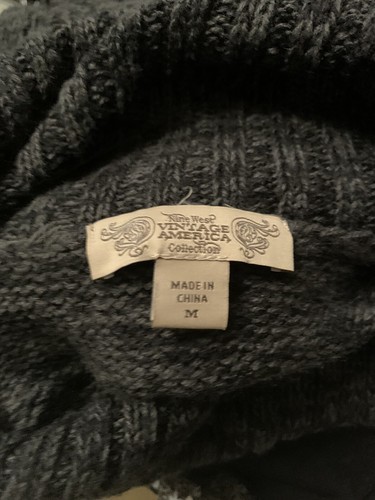 Nine West
VINTAGE
AMERICA
Collection
MADE IN
CHINA
M